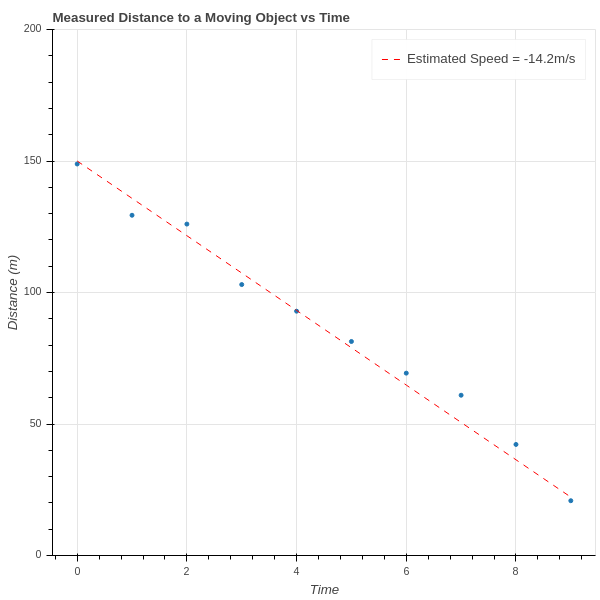 Measured Distance to a Moving Object vs Time
Estimated Speed = -14.2m/s
200
150
100
50
0
Distance (m)
0 2 4 6 8
Time